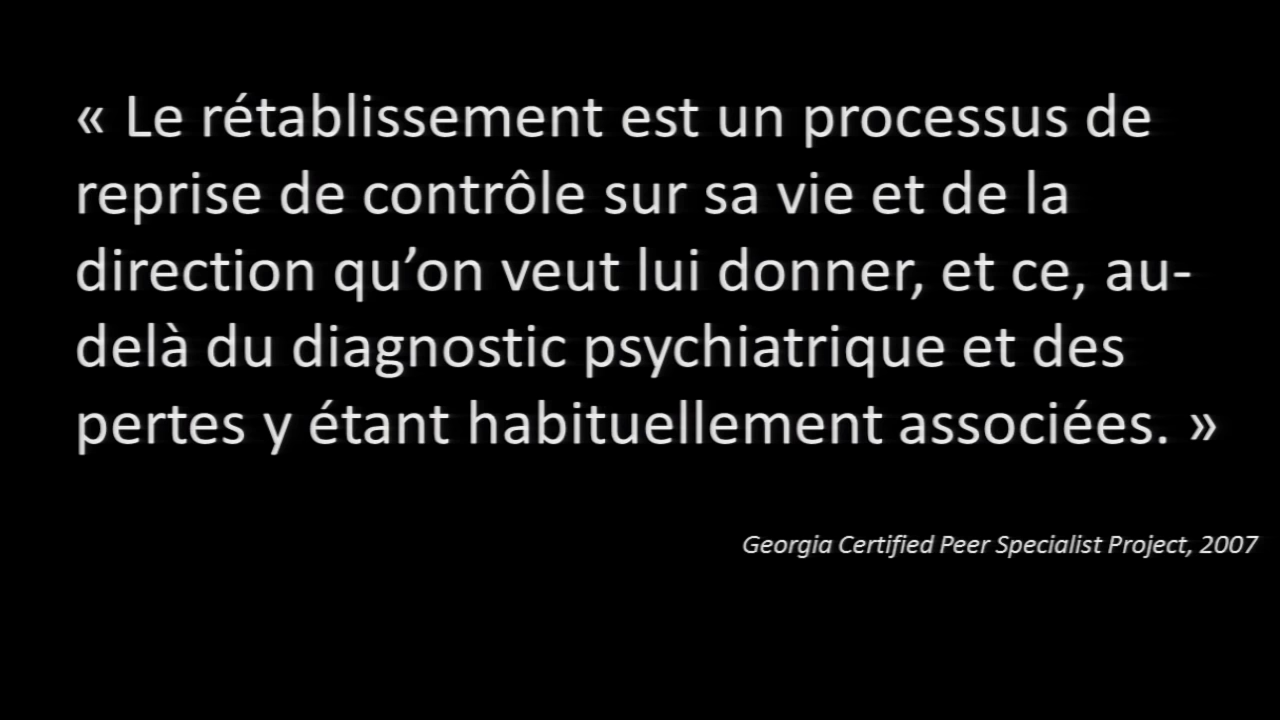 « Le rétablissement est un processus de
reprise de contrôle sur sa vie et de la
direction qu’on veut lui donner, et ce, au-
delà du diagnostic psychiatrique et des
pertes y étant habituellement associées. »
Georgia Certified Peer Specialist Project, 2007